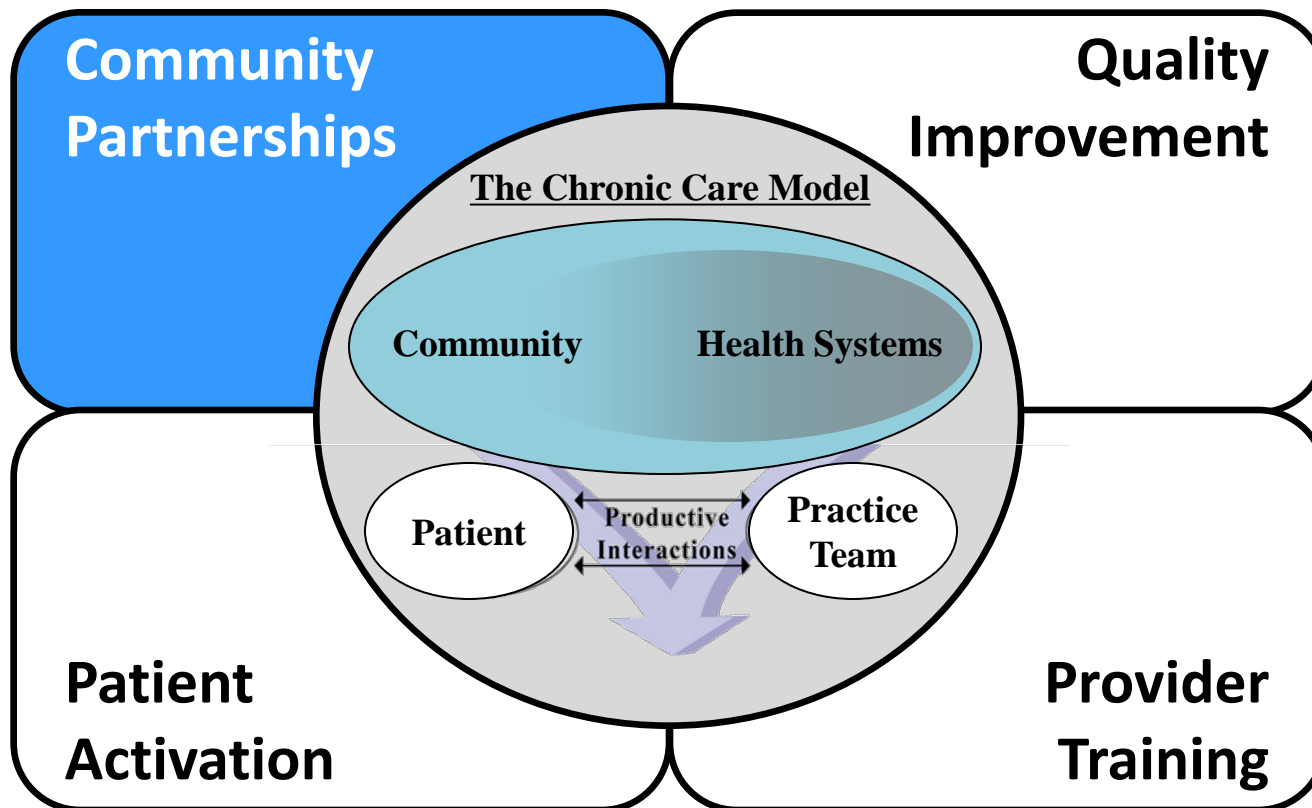 Community
Partnerships
Quality
Improvement
The Chronic Care Model
Community
Health Systems
Patient
Productive
Interactions
Practice
Team
Patient
Activation
Provider
Training